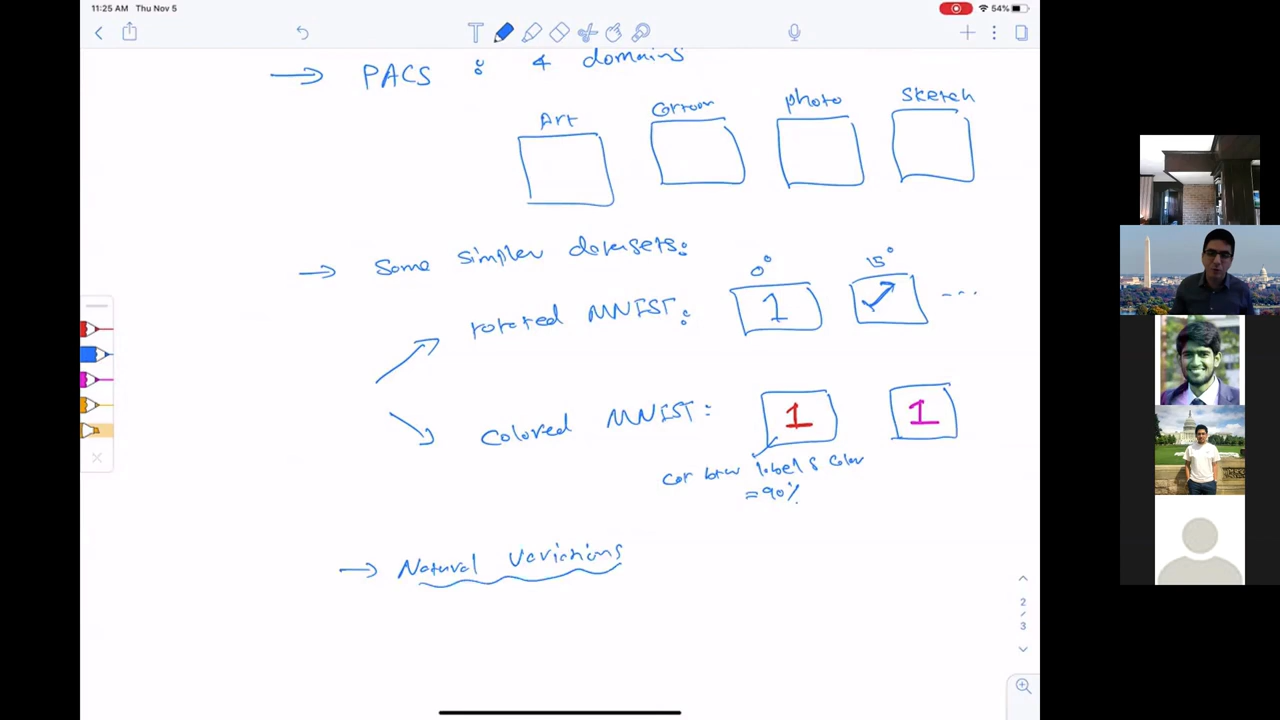 11:25 AM Thu Nov 5
54%
→ PACS : 4 domains
Art Cartoon photo Sketch
→ Some simpler datasets:
0° 15°
rotated MNIST: 1 ...
Colored MNIST: 1 1
cor btw label & color
= 90%
→ Natural Variations
2
/
3